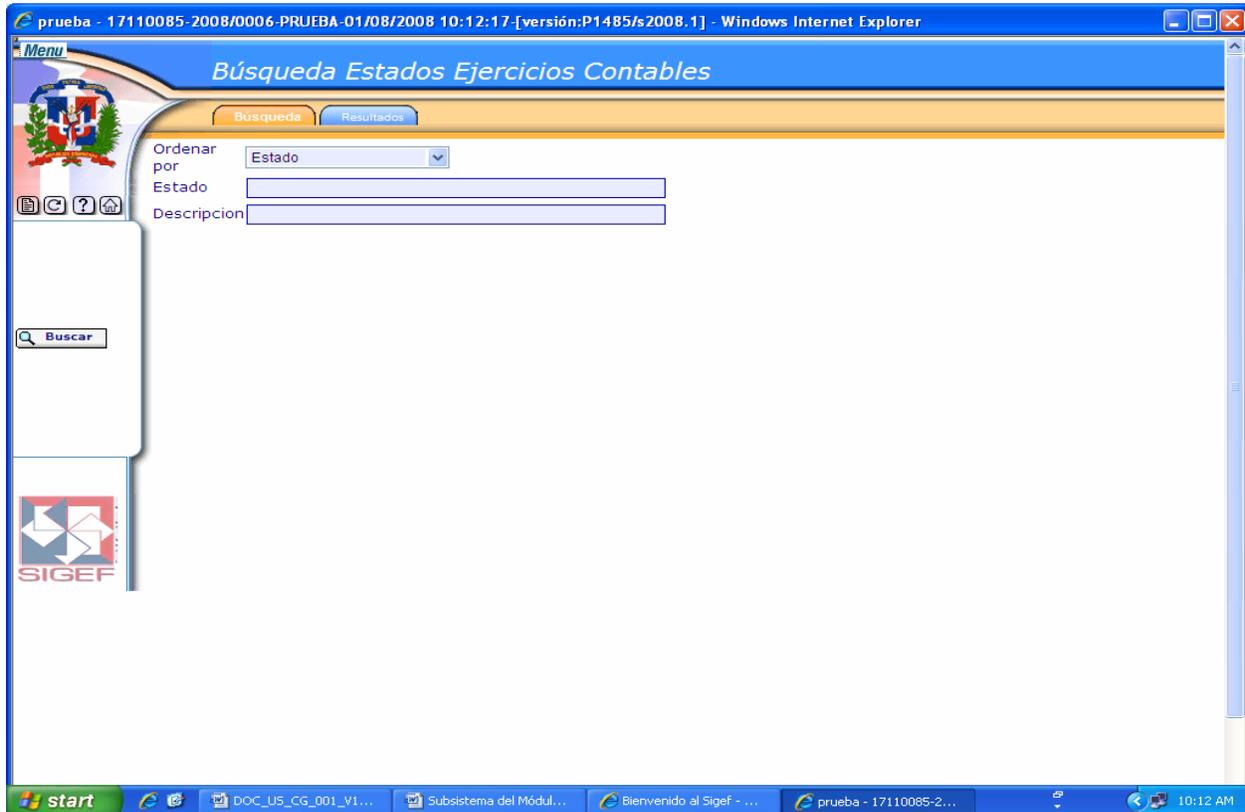 prueba - 17110085-2008/0006-PRUEBA-01/08/2008 10:12:17-[versión:P1485/s2008.1] - Windows Internet Explorer
Menu
Búsqueda Estados Ejercicios Contables
Búsqueda Resultados
Ordenar por Estado
Estado
Descripcion
Buscar
SIGEF
start DOC_US_CG_001_V1... Subsistema del Módul... Bienvenido al Sigef - ... prueba - 17110085-2... 10:12 AM